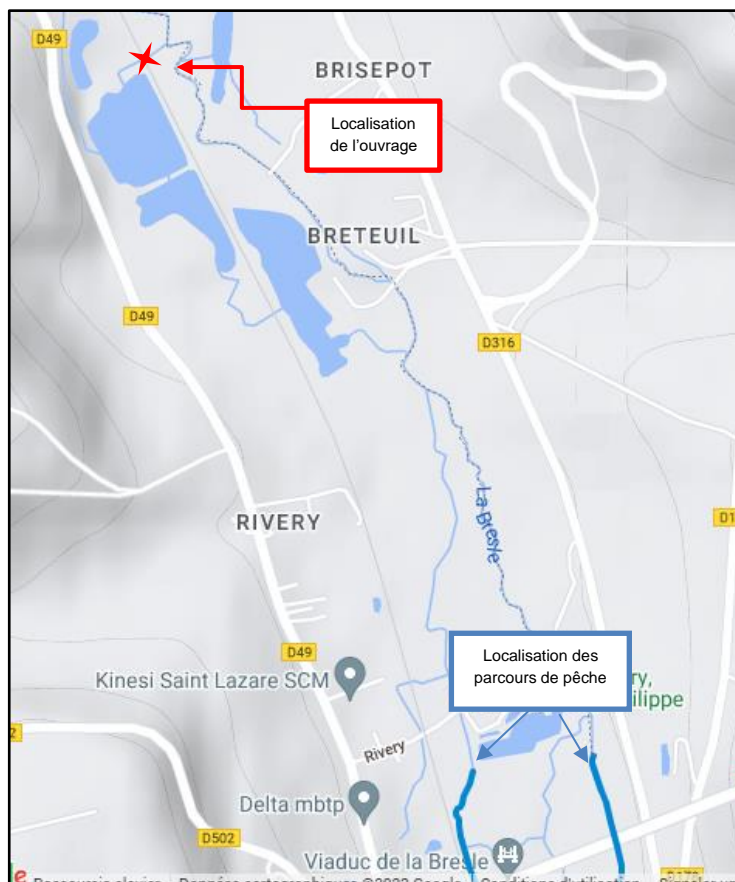 D49
BRISEPOT
Localisation
de l'ouvrage
BRETEUIL
D49
D316
La Bresle
RIVERY
D49
Localisation des
parcours de pêche
Kinesi Saint Lazare SCM
Rivery
Delta mbtp
D502
Viaduc de la Bresle